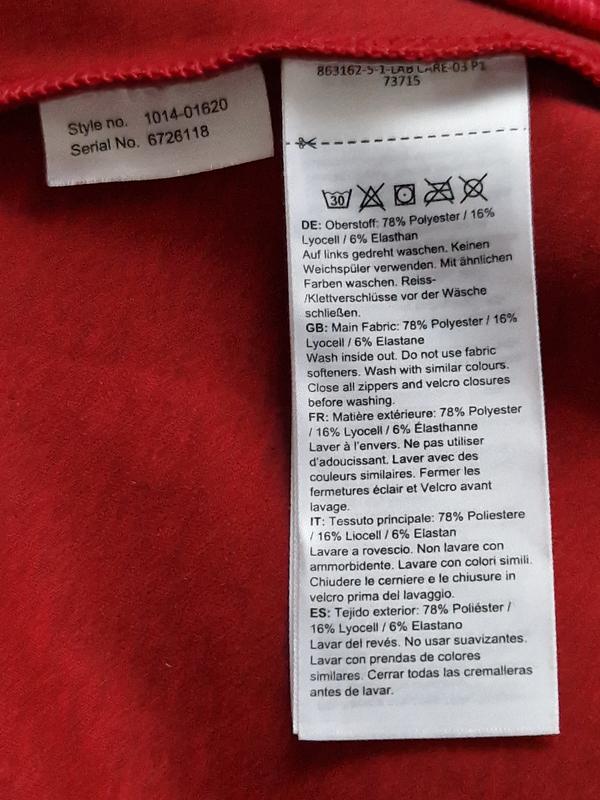 Style no. 1014-01620
Serial No. 6726118
863162-5-1-LAB CARE-03 P1
73715
30
DE: Oberstoff: 78% Polyester / 16%
Lyocell / 6% Elasthan
Auf links gedreht waschen. Keinen
Weichspüler verwenden. Mit ähnlichen
Farben waschen. Reiss-
/Klettverschlüsse vor der Wäsche
schließen.
GB: Main Fabric: 78% Polyester / 16%
Lyocell / 6% Elastane
Wash inside out. Do not use fabric
softeners. Wash with similar colours.
Close all zippers and velcro closures
before washing.
FR: Matière extérieure: 78% Polyester
/ 16% Lyocell / 6% Élasthanne
Laver à l'envers. Ne pas utiliser
d'adoucissant. Laver avec des
couleurs similaires. Fermer les
fermetures éclair et Velcro avant
lavage.
IT: Tessuto principale: 78% Poliestere
/ 16% Liocell / 6% Elastan
Lavare a rovescio. Non lavare con
ammorbidente. Lavare con colori simili.
Chiudere le cerniere e le chiusure in
velcro prima del lavaggio.
ES: Tejido exterior: 78% Poliéster /
16% Lyocell / 6% Elastano
Lavar del revés. No usar suavizantes.
Lavar con prendas de colores
similares. Cerrar todas las cremalleras
antes de lavar.